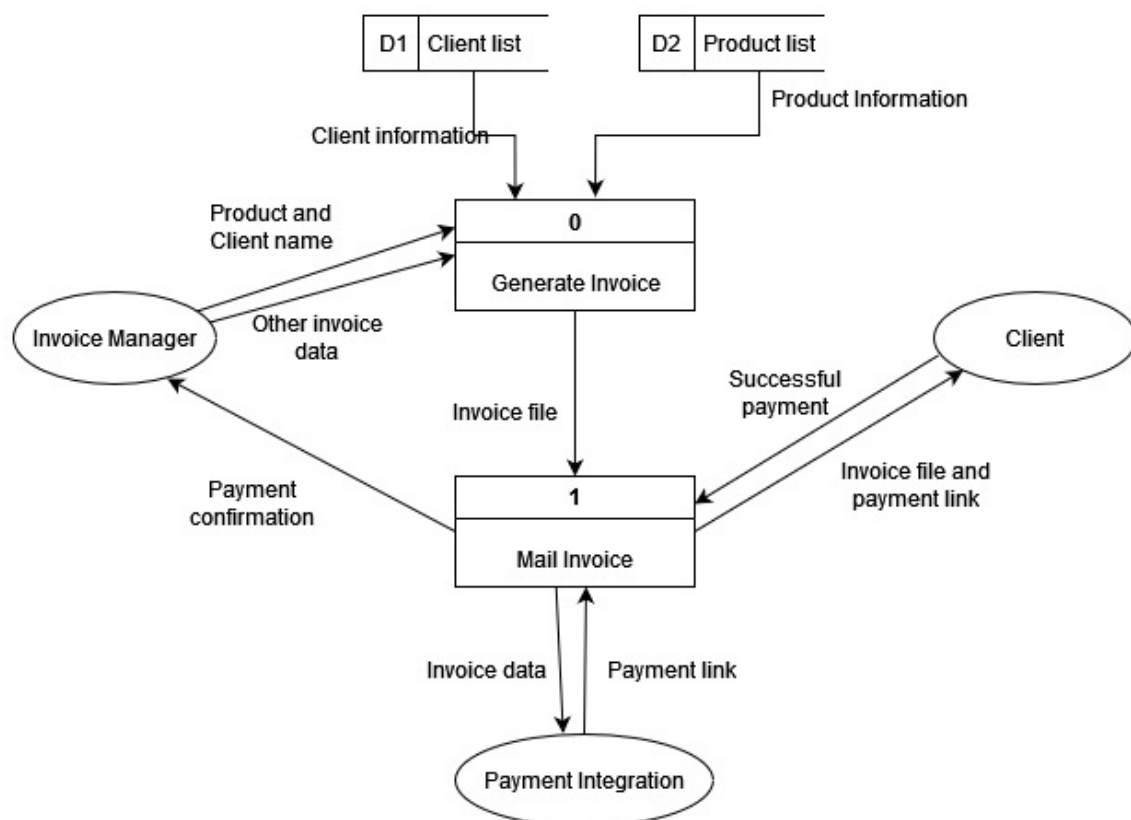 D1 Client list
D2 Product list
Product Information
Client information
0
Generate Invoice
Product and
Client name
Other invoice
data
Invoice Manager
Client
Successful
payment
Invoice file
Invoice file and
payment link
Payment
confirmation
1
Mail Invoice
Invoice data
Payment link
Payment Integration